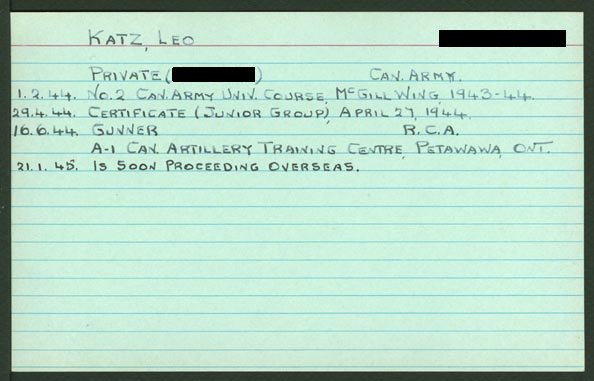 KATZ, LEO
PRIVATE ( ) CAN. ARMY.
1.2.44. NO. 2 CAN. ARMY UNIV. COURSE, MCGILL WING, 1943-44.
29.4.44. CERTIFICATE (JUNIOR GROUP) APRIL 27, 1944.
16.6.44. GUNNER R.C.A.
A-1 CAN. ARTILLERY TRAINING CENTRE, PETAWAWA, ONT.
21.1.45. IS SOON PROCEEDING OVERSEAS.